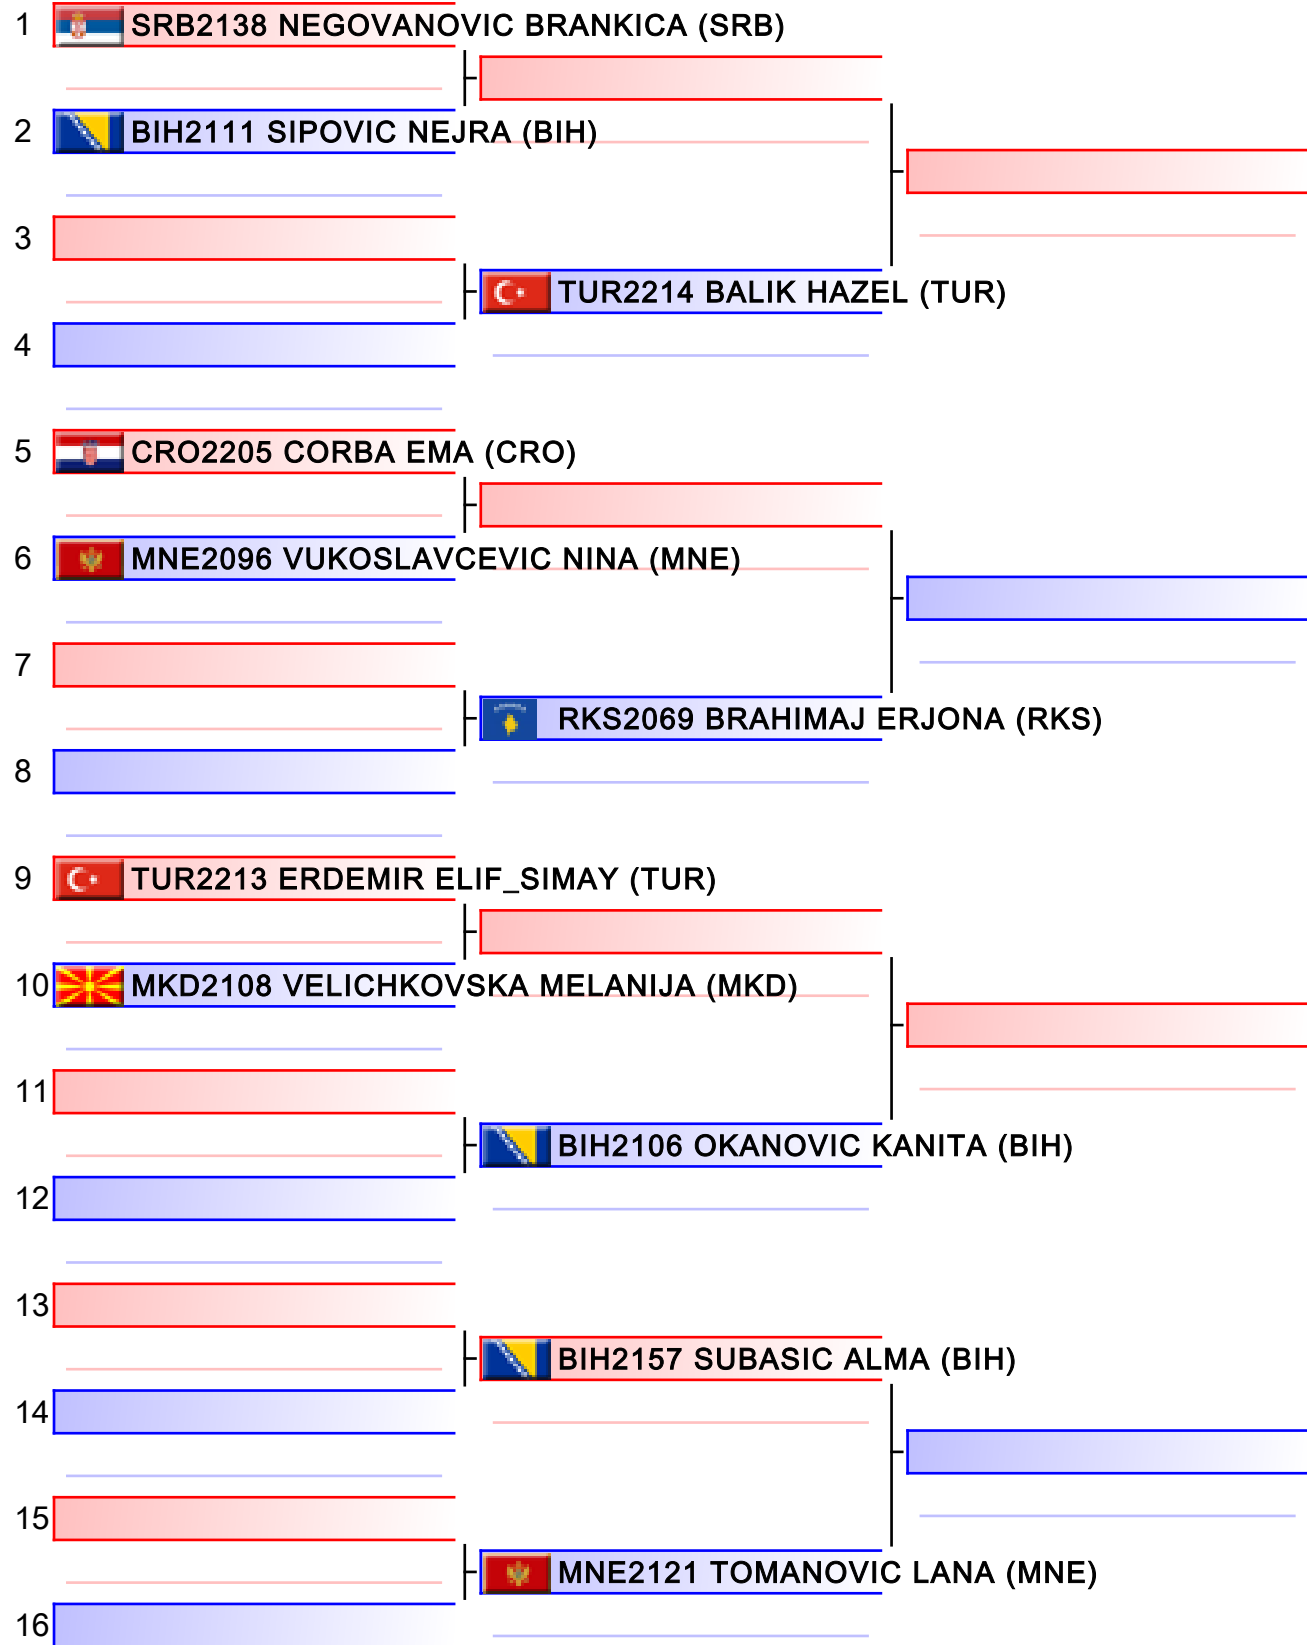 1 SRB2138 NEGOVANOVIC BRANKICA (SRB)
2 BIH2111 SIPOVIC NEJRA (BIH)
3
TUR2214 BALIK HAZEL (TUR)
4
5 CRO2205 CORBA EMA (CRO)
6 MNE2096 VUKOSLAVCEVIC NINA (MNE)
7
RKS2069 BRAHIMAJ ERJONA (RKS)
8
9 TUR2213 ERDEMIR ELIF_SIMAY (TUR)
10 MKD2108 VELICHKOVSKA MELANIJA (MKD)
11
BIH2106 OKANOVIC KANITA (BIH)
12
13
BIH2157 SUBASIC ALMA (BIH)
14
15
MNE2121 TOMANOVIC LANA (MNE)
16